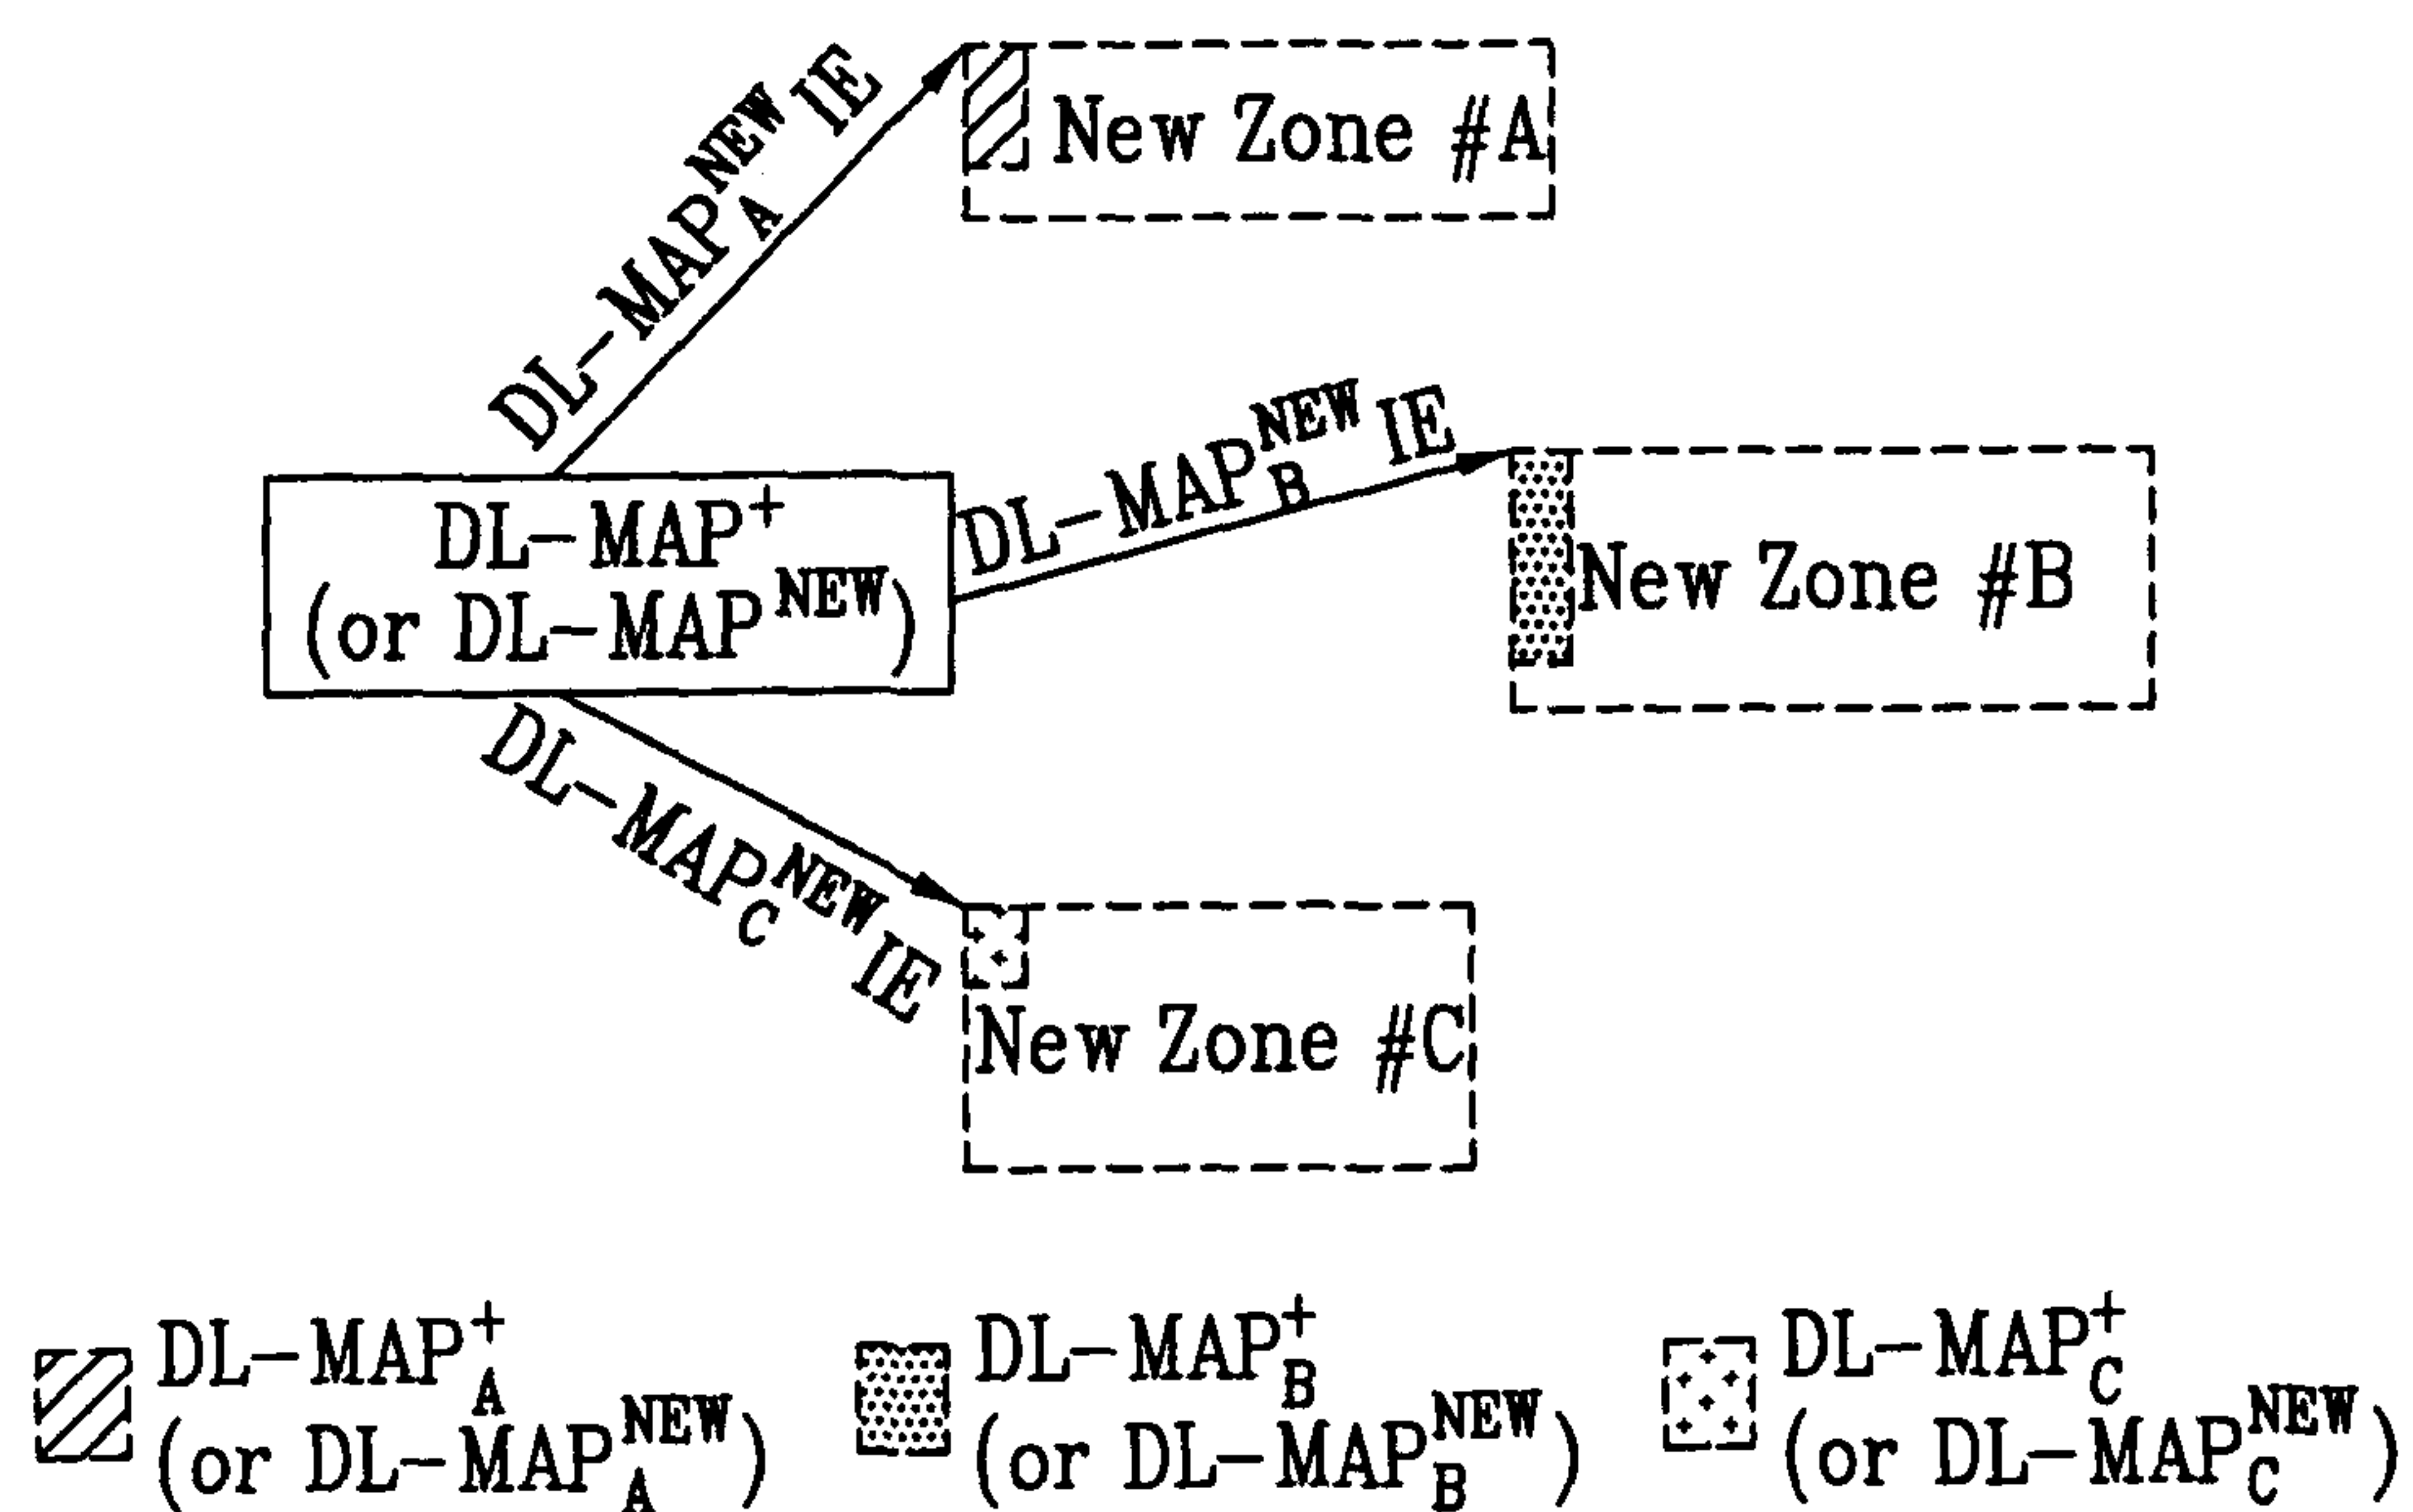 DL-MAP_A^NEW IE
New Zone #A
DL-MAP_B^NEW IE
DL-MAP^+
(or DL-MAP^NEW)
New Zone #B
DL-MAP_C^NEW IE
New Zone #C
DL-MAP_A^+
(or DL-MAP_A^NEW)
DL-MAP_B^+
(or DL-MAP_B^NEW)
DL-MAP_C^+
(or DL-MAP_C^NEW)